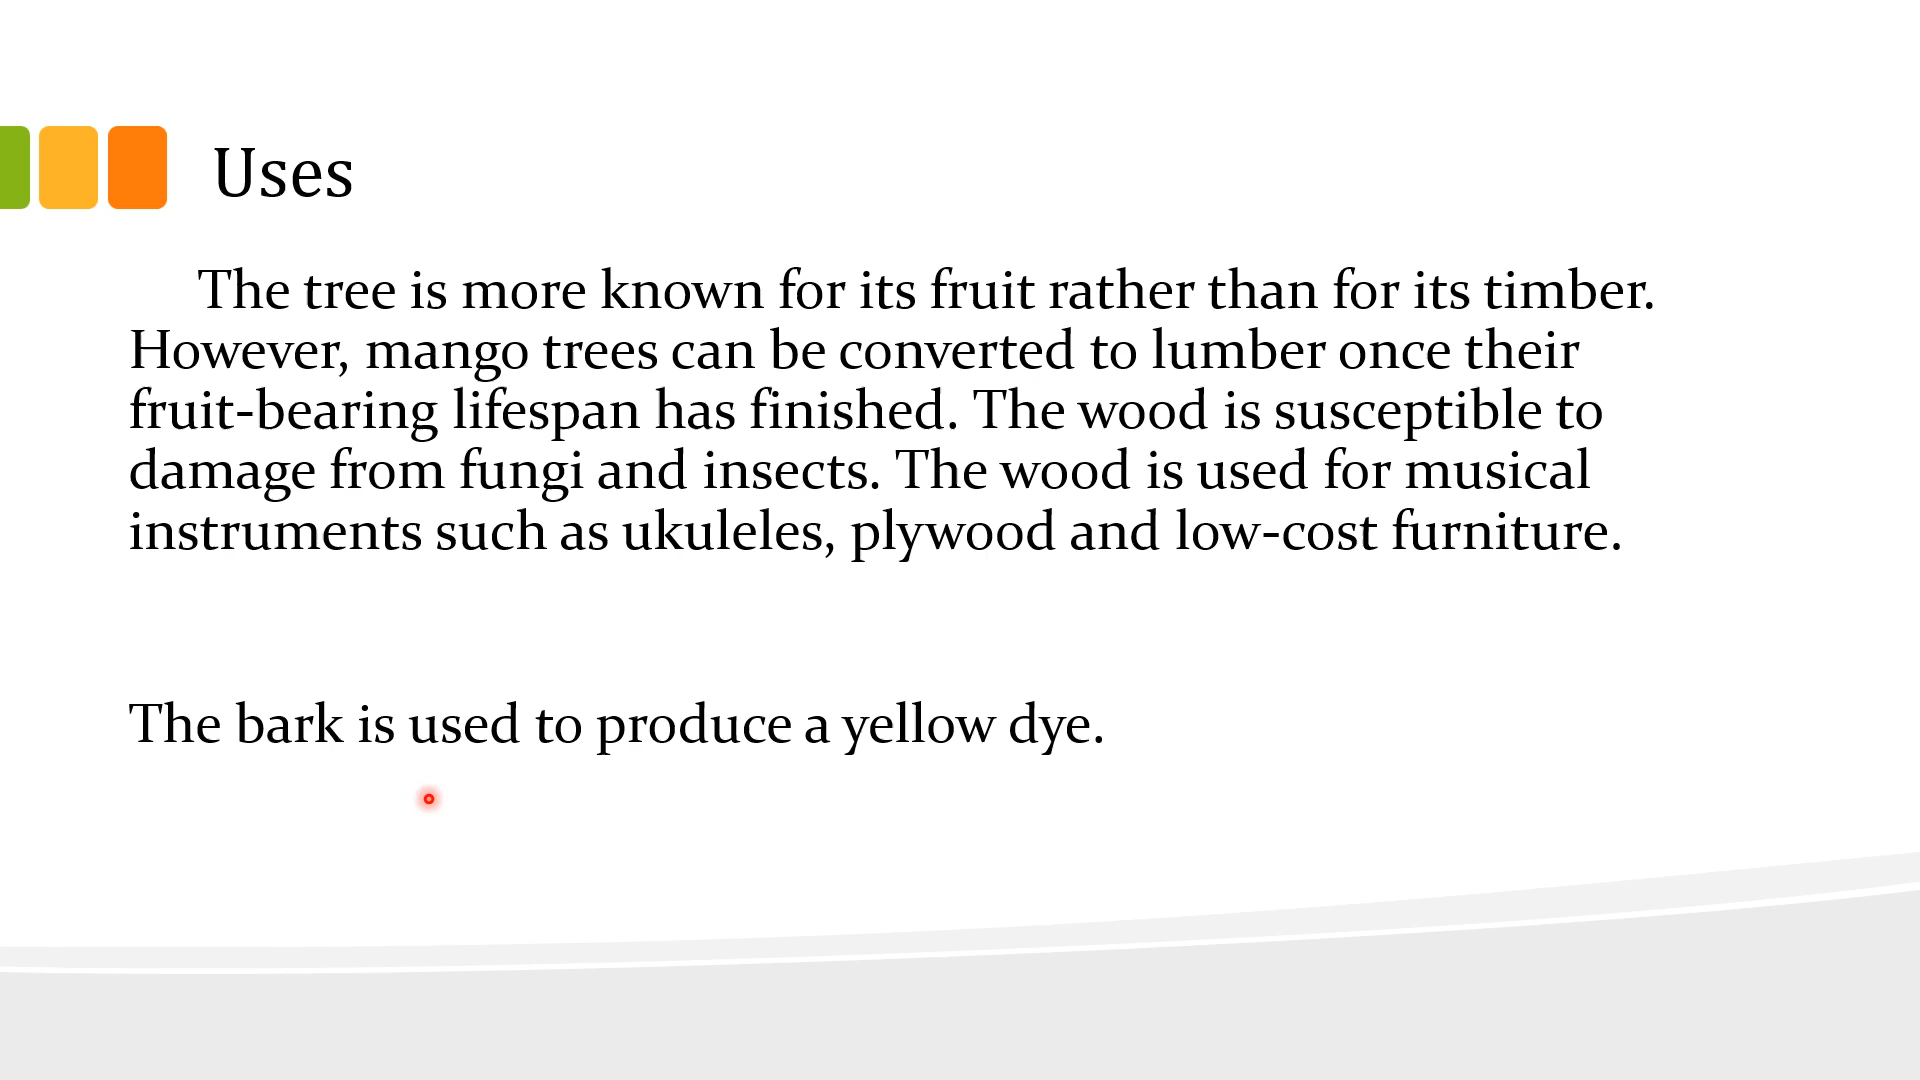 Uses
The tree is more known for its fruit rather than for its timber.
However, mango trees can be converted to lumber once their
fruit-bearing lifespan has finished. The wood is susceptible to
damage from fungi and insects. The wood is used for musical
instruments such as ukuleles, plywood and low-cost furniture.
The bark is used to produce a yellow dye.